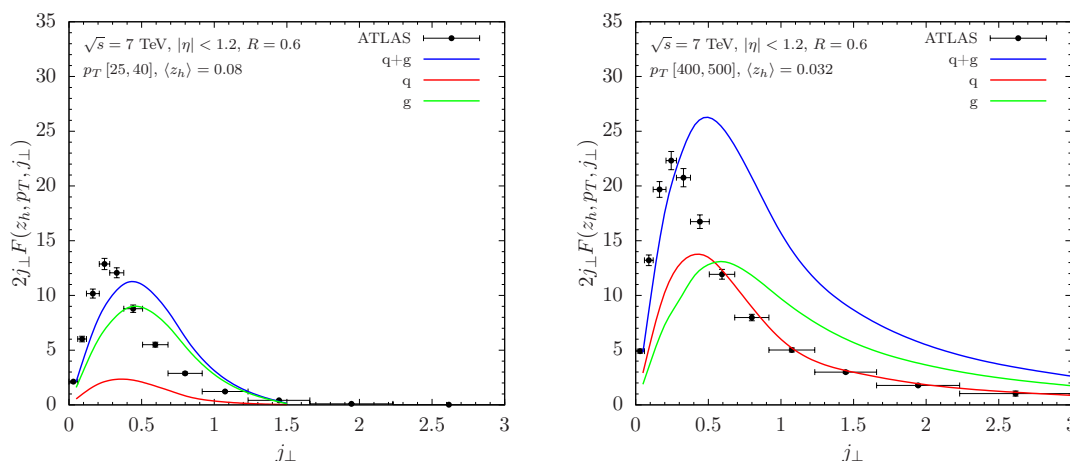 √s = 7 TeV, |η| < 1.2, R = 0.6
p_T [25, 40], ⟨z_h⟩ = 0.08
ATLAS
q+g
q
g
2j_⊥F(z_h, p_T, j_⊥)
35
30
25
20
15
10
5
0
0 0.5 1 1.5 2 2.5 3
j_⊥
√s = 7 TeV, |η| < 1.2, R = 0.6
p_T [400, 500], ⟨z_h⟩ = 0.032
ATLAS
q+g
q
g
2j_⊥F(z_h, p_T, j_⊥)
35
30
25
20
15
10
5
0
0 0.5 1 1.5 2 2.5 3
j_⊥